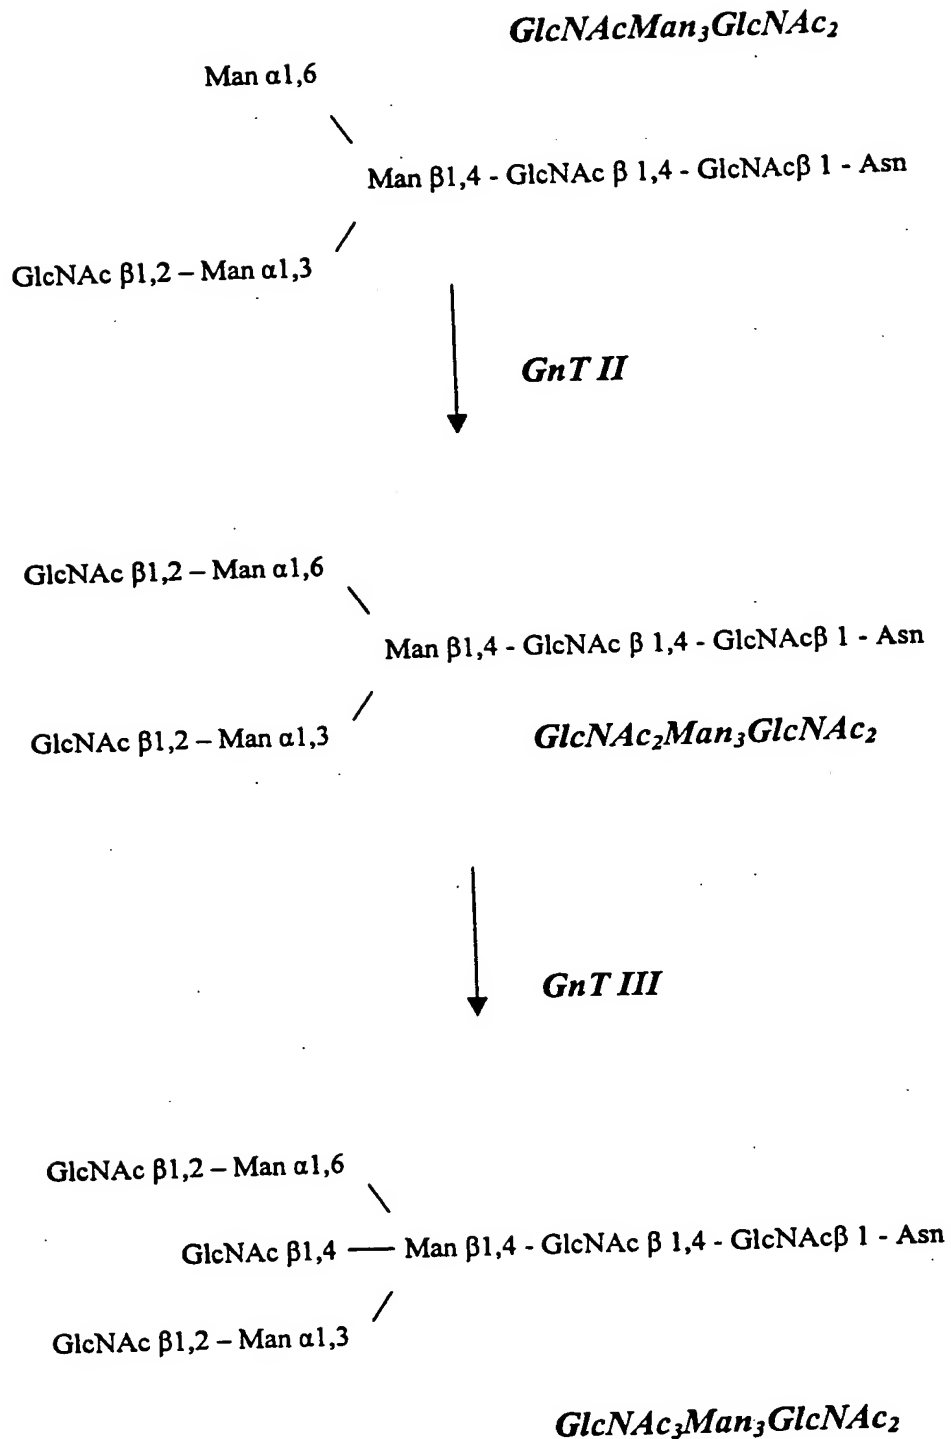 GlcNAcMan₃GlcNAc₂
Man α1,6
Man β1,4 - GlcNAc β 1,4 - GlcNAcβ 1 - Asn
GlcNAc β1,2 – Man α1,3
GnT II
GlcNAc β1,2 – Man α1,6
Man β1,4 - GlcNAc β 1,4 - GlcNAcβ 1 - Asn
GlcNAc β1,2 – Man α1,3
GlcNAc₂Man₃GlcNAc₂
GnT III
GlcNAc β1,2 – Man α1,6
GlcNAc β1,4 — Man β1,4 - GlcNAc β 1,4 - GlcNAcβ 1 - Asn
GlcNAc β1,2 – Man α1,3
GlcNAc₃Man₃GlcNAc₂